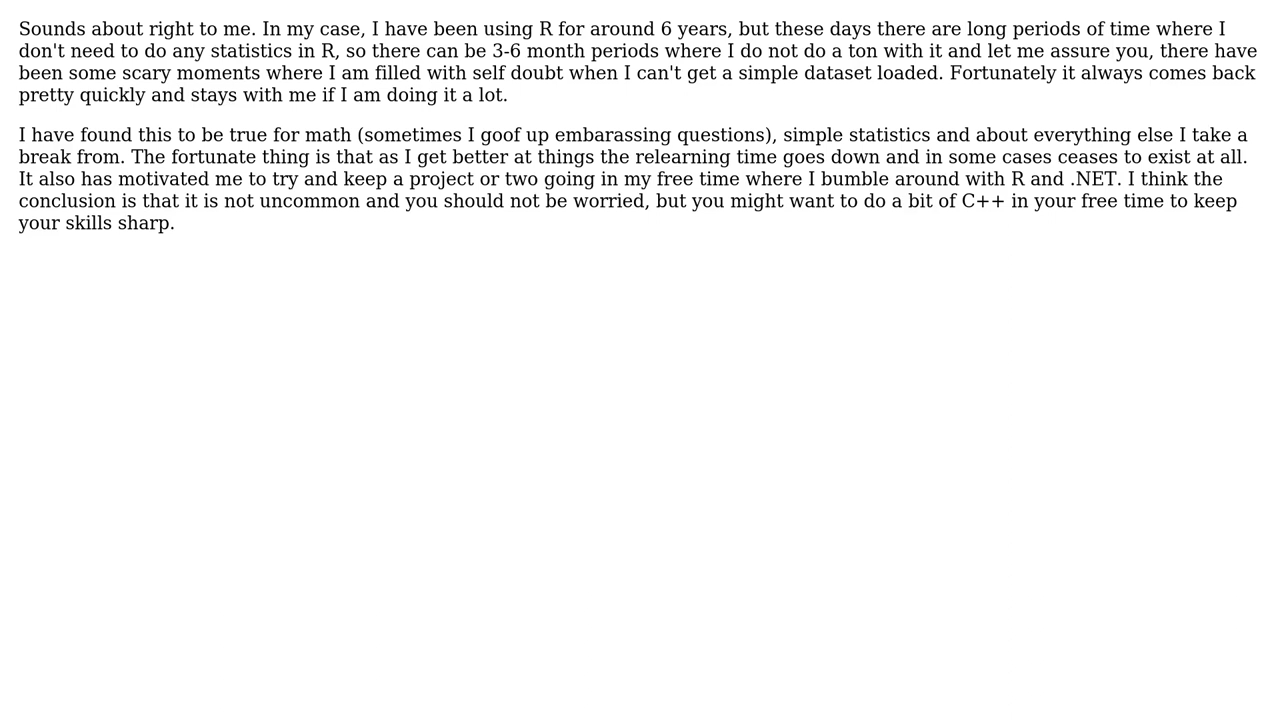 Sounds about right to me. In my case, I have been using R for around 6 years, but these days there are long periods of time where I
don't need to do any statistics in R, so there can be 3-6 month periods where I do not do a ton with it and let me assure you, there have
been some scary moments where I am filled with self doubt when I can't get a simple dataset loaded. Fortunately it always comes back
pretty quickly and stays with me if I am doing it a lot.
I have found this to be true for math (sometimes I goof up embarassing questions), simple statistics and about everything else I take a
break from. The fortunate thing is that as I get better at things the relearning time goes down and in some cases ceases to exist at all.
It also has motivated me to try and keep a project or two going in my free time where I bumble around with R and .NET. I think the
conclusion is that it is not uncommon and you should not be worried, but you might want to do a bit of C++ in your free time to keep
your skills sharp.